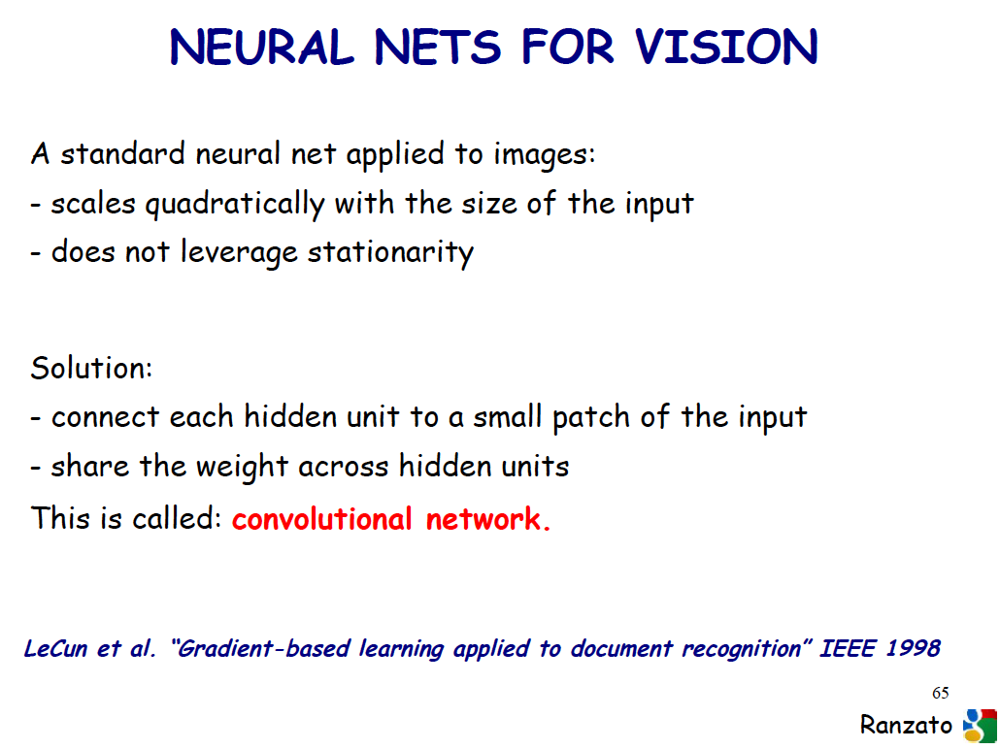 NEURAL NETS FOR VISION
A standard neural net applied to images:
- scales quadratically with the size of the input
- does not leverage stationarity
Solution:
- connect each hidden unit to a small patch of the input
- share the weight across hidden units
This is called: convolutional network.
LeCun et al. “Gradient-based learning applied to document recognition” IEEE 1998
65
Ranzato